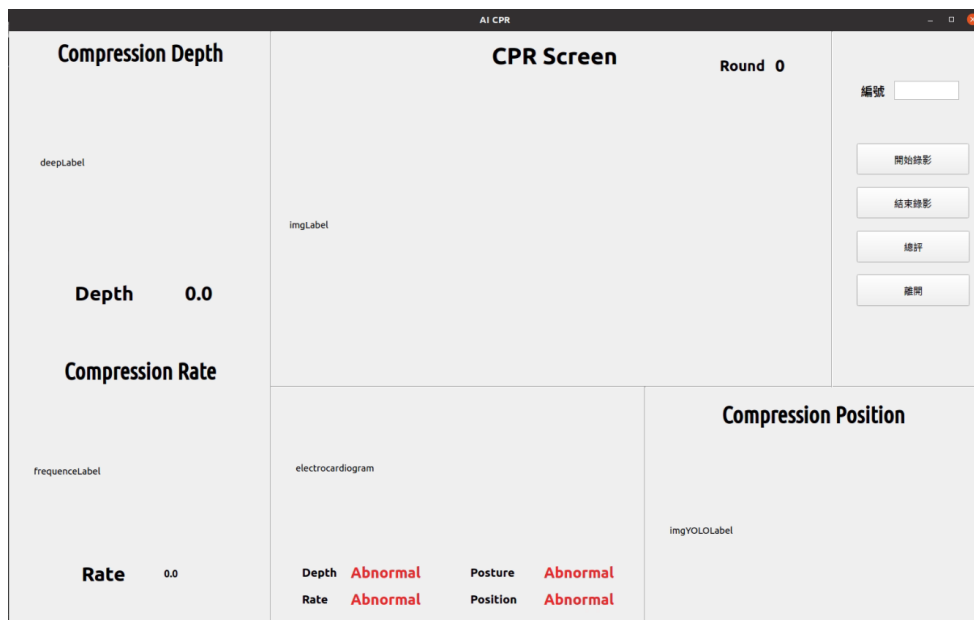 AI CPR
Compression Depth
deepLabel
Depth 0.0
Compression Rate
frequenceLabel
Rate 0.0
CPR Screen
Round 0
imgLabel
編號
開始錄影
結束錄影
總評
離開
electrocardiogram
Depth Abnormal Posture Abnormal
Rate Abnormal Position Abnormal
Compression Position
imgYOLOLabel